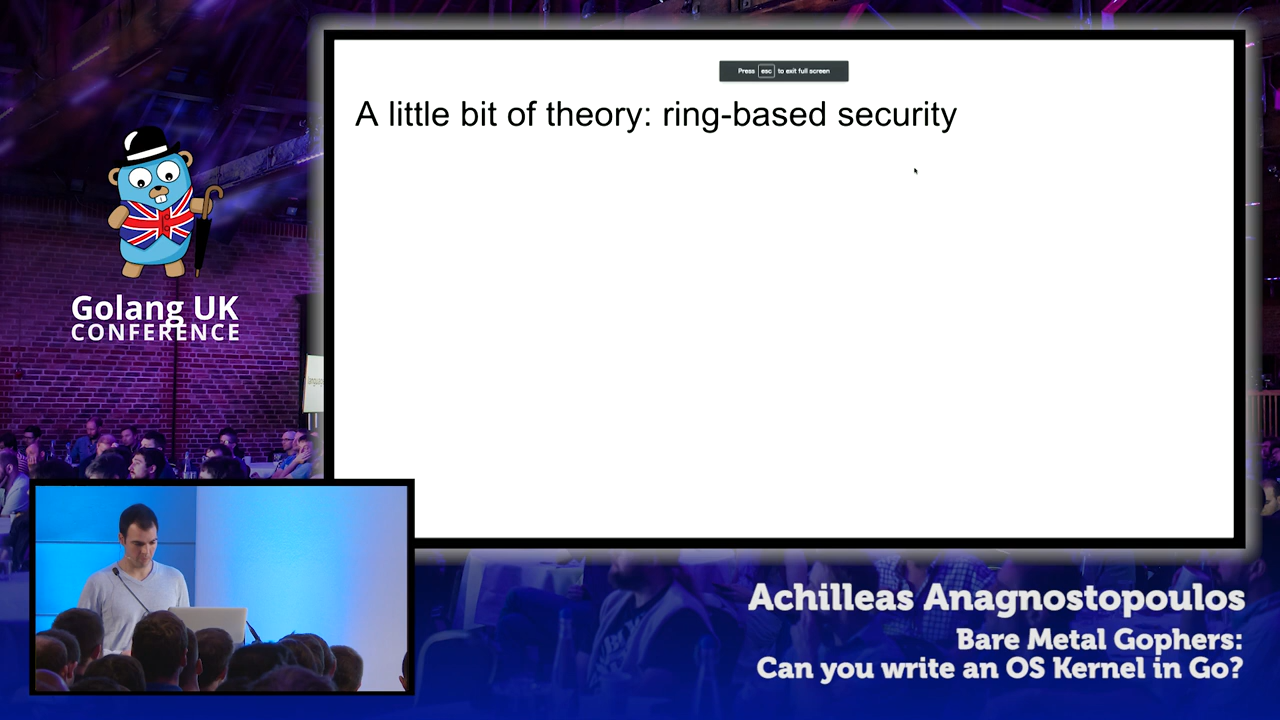 Press esc to exit full screen
A little bit of theory: ring-based security
Golang UK
CONFERENCE
Achilleas Anagnostopoulos
Bare Metal Gophers:
Can you write an OS Kernel in Go?